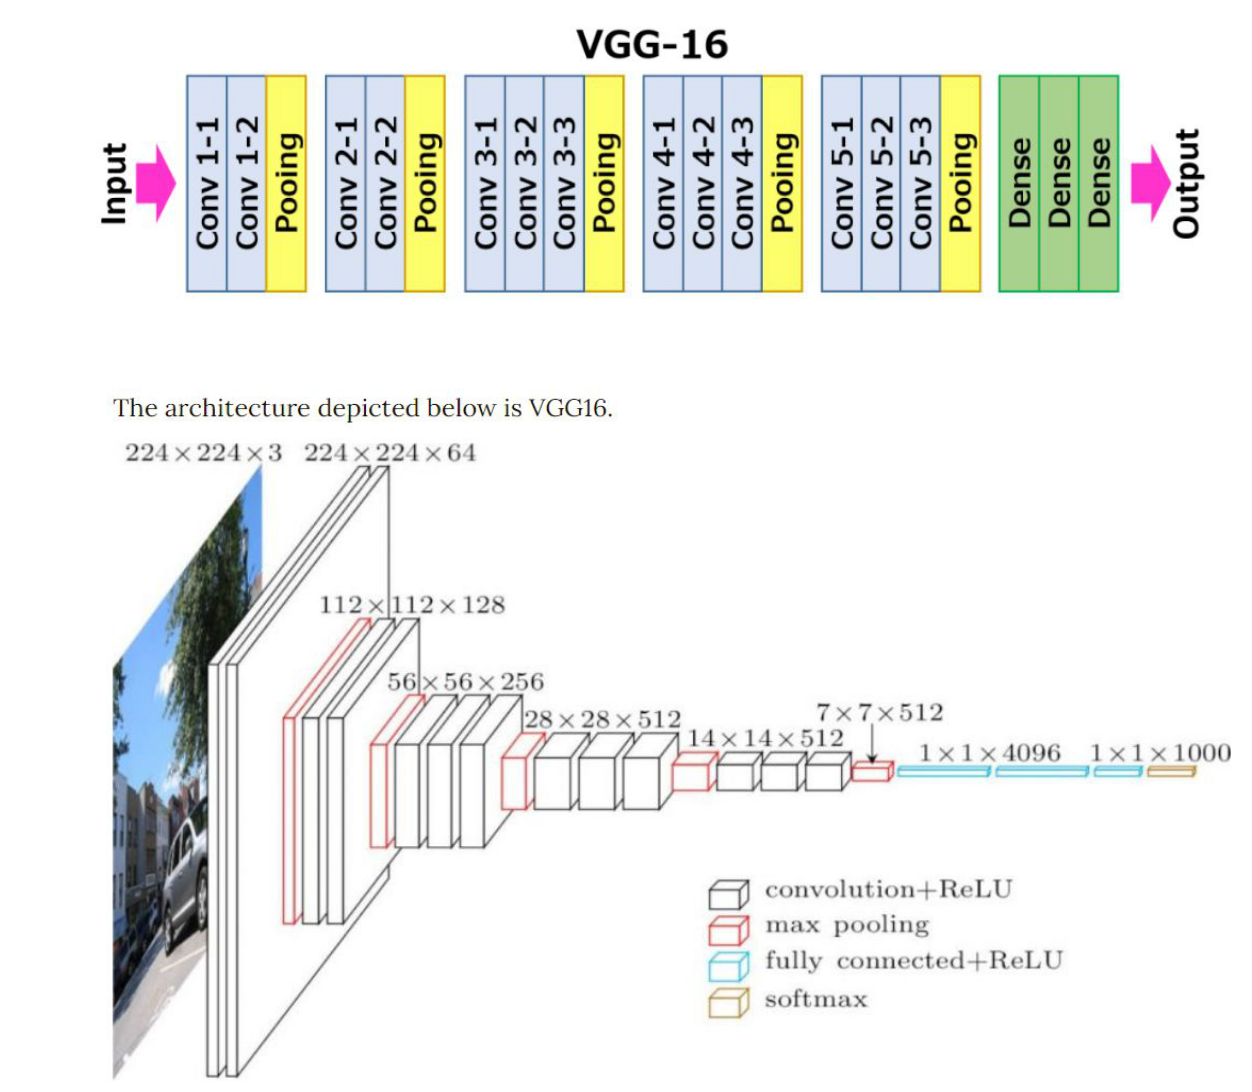 VGG-16
Input
Conv 1-1
Conv 1-2
Pooing
Conv 2-1
Conv 2-2
Pooing
Conv 3-1
Conv 3-2
Conv 3-3
Pooing
Conv 4-1
Conv 4-2
Conv 4-3
Pooing
Conv 5-1
Conv 5-2
Conv 5-3
Pooing
Dense
Dense
Dense
Output
The architecture depicted below is VGG16.
224 × 224 × 3
224 × 224 × 64
112 × 112 × 128
56 × 56 × 256
28 × 28 × 512
14 × 14 × 512
7 × 7 × 512
1 × 1 × 4096
1 × 1 × 1000
convolution+ReLU
max pooling
fully connected+ReLU
softmax